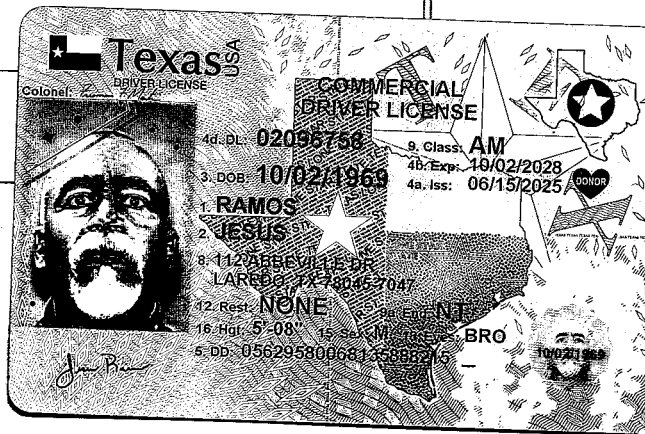 Texas USA
DRIVER LICENSE
Colonel:
COMMERCIAL
DRIVER LICENSE
4d. DL: 02096758
9. Class: AM
4b. Exp: 10/02/2028
3. DOB: 10/02/1969
4a. Iss: 06/15/2025
DONOR
1. RAMOS
2. JESUS
8. 112 ABBEVILLE DR
LAREDO, TX 78045-7047
12. Rest: NONE
9a. End: NT
16. Hgt: 5'-08" 15. Sex: M Eyes: BRO
5. DD:
10/02/1969